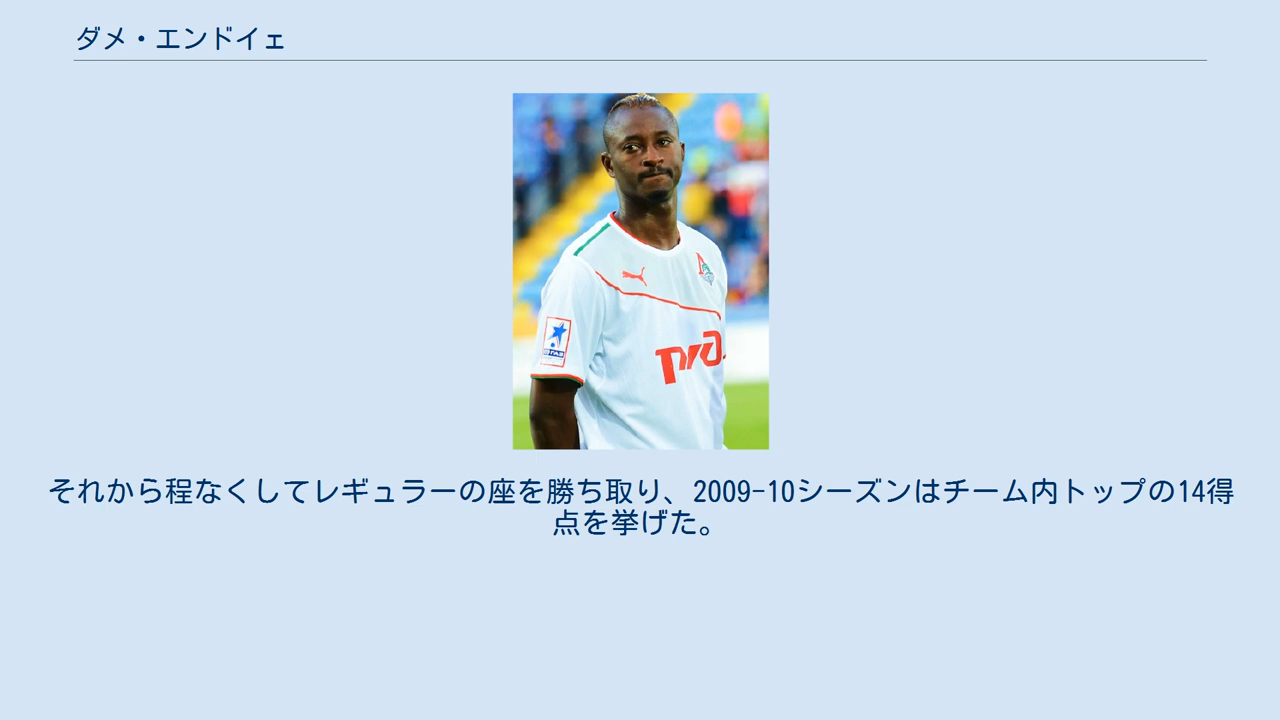 ダメ・エンドイェ
それから程なくしてレギュラーの座を勝ち取り、2009-10シーズンはチーム内トップの14得
点を挙げた。